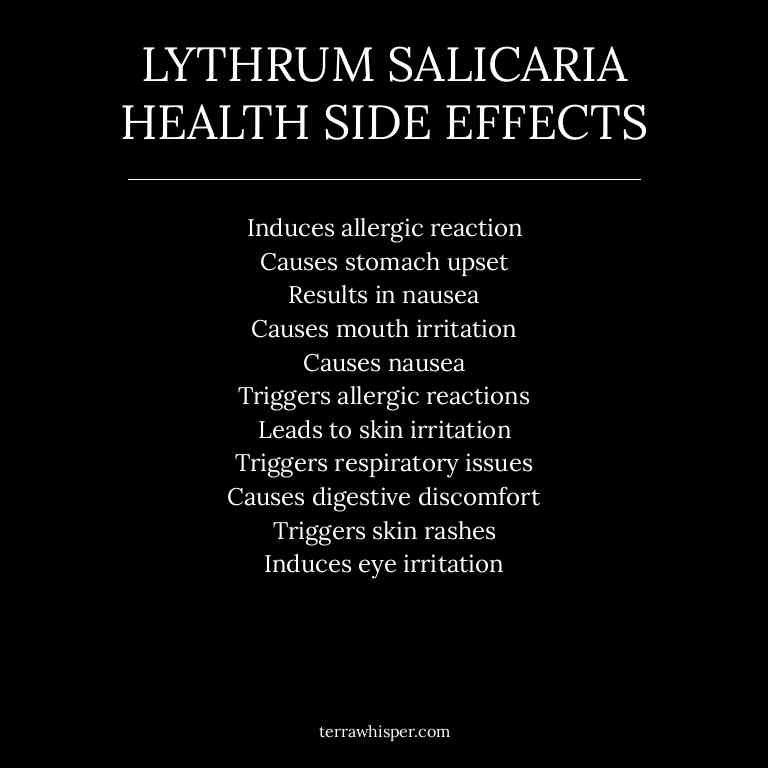 LYTHRUM SALICARIA
HEALTH SIDE EFFECTS
Induces allergic reaction
Causes stomach upset
Results in nausea
Causes mouth irritation
Causes nausea
Triggers allergic reactions
Leads to skin irritation
Triggers respiratory issues
Causes digestive discomfort
Triggers skin rashes
Induces eye irritation
terrawhisper.com